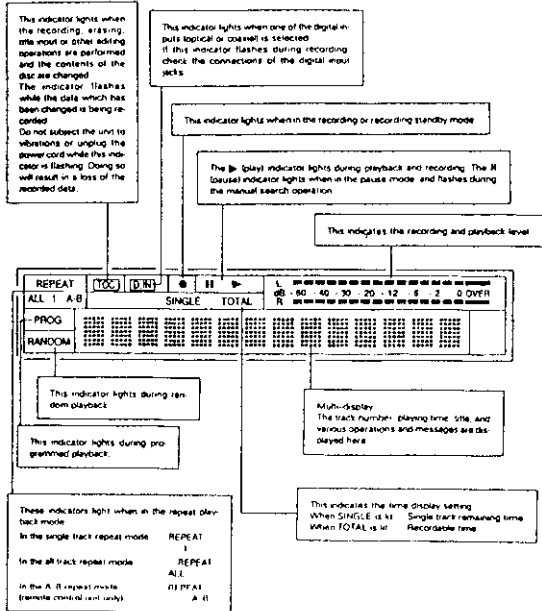 This indicator lights when
the recording, erasing,
title input or other editing
operations are performed
and the contents of the
disc are changed
The indicator flashes
while the data which has
been changed is being re-
corded
Do not subject the unit to
vibrations or unplug the
power cord while this indi-
cator is flashing. Doing so
will result in a loss of the
recorded data.
This indicator lights when one of the digital in-
puts (optical or coaxial) is selected
If this indicator flashes during recording
check the connections of the digital input
jacks
This indicator lights when in the recording or recording standby mode
The ▶ (play) indicator lights during playback and recording. The ⏸
(pause) indicator lights when in the pause mode, and flashes during
the manual search operation
This indicates the recording and playback level
REPEAT TOC D.IN ● ⏸ ▶ L
ALL 1 A-B SINGLE TOTAL dB -60 -40 -30 -20 -12 -6 -2 0 OVER
R
PROG
RANDOM
This indicator lights during ran-
dom playback
This indicator lights during pro-
grammed playback.
Multi-display
The track number, playing time, title, and
various operations and messages are dis-
played here
These indicators light when in the repeat play-
back mode
In the single track repeat mode REPEAT
1
In the all track repeat mode REPEAT
ALL
In the A-B repeat mode REPEAT
(remote control unit only) A-B
This indicates the time display setting
When SINGLE is lit Single track remaining time
When TOTAL is lit Recordable time